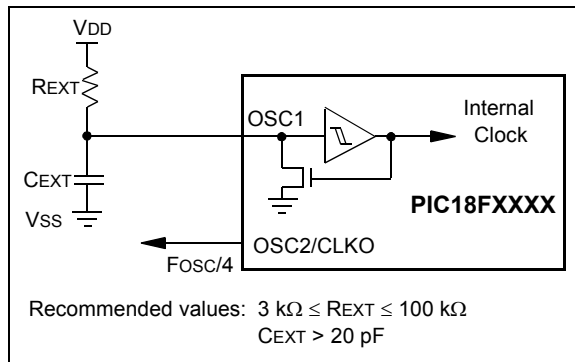 VDD
REXT
OSC1
Internal
Clock
CEXT
PIC18FXXXX
VSS
OSC2/CLKO
FOSC/4
Recommended values: 3 kΩ ≤ REXT ≤ 100 kΩ
CEXT > 20 pF